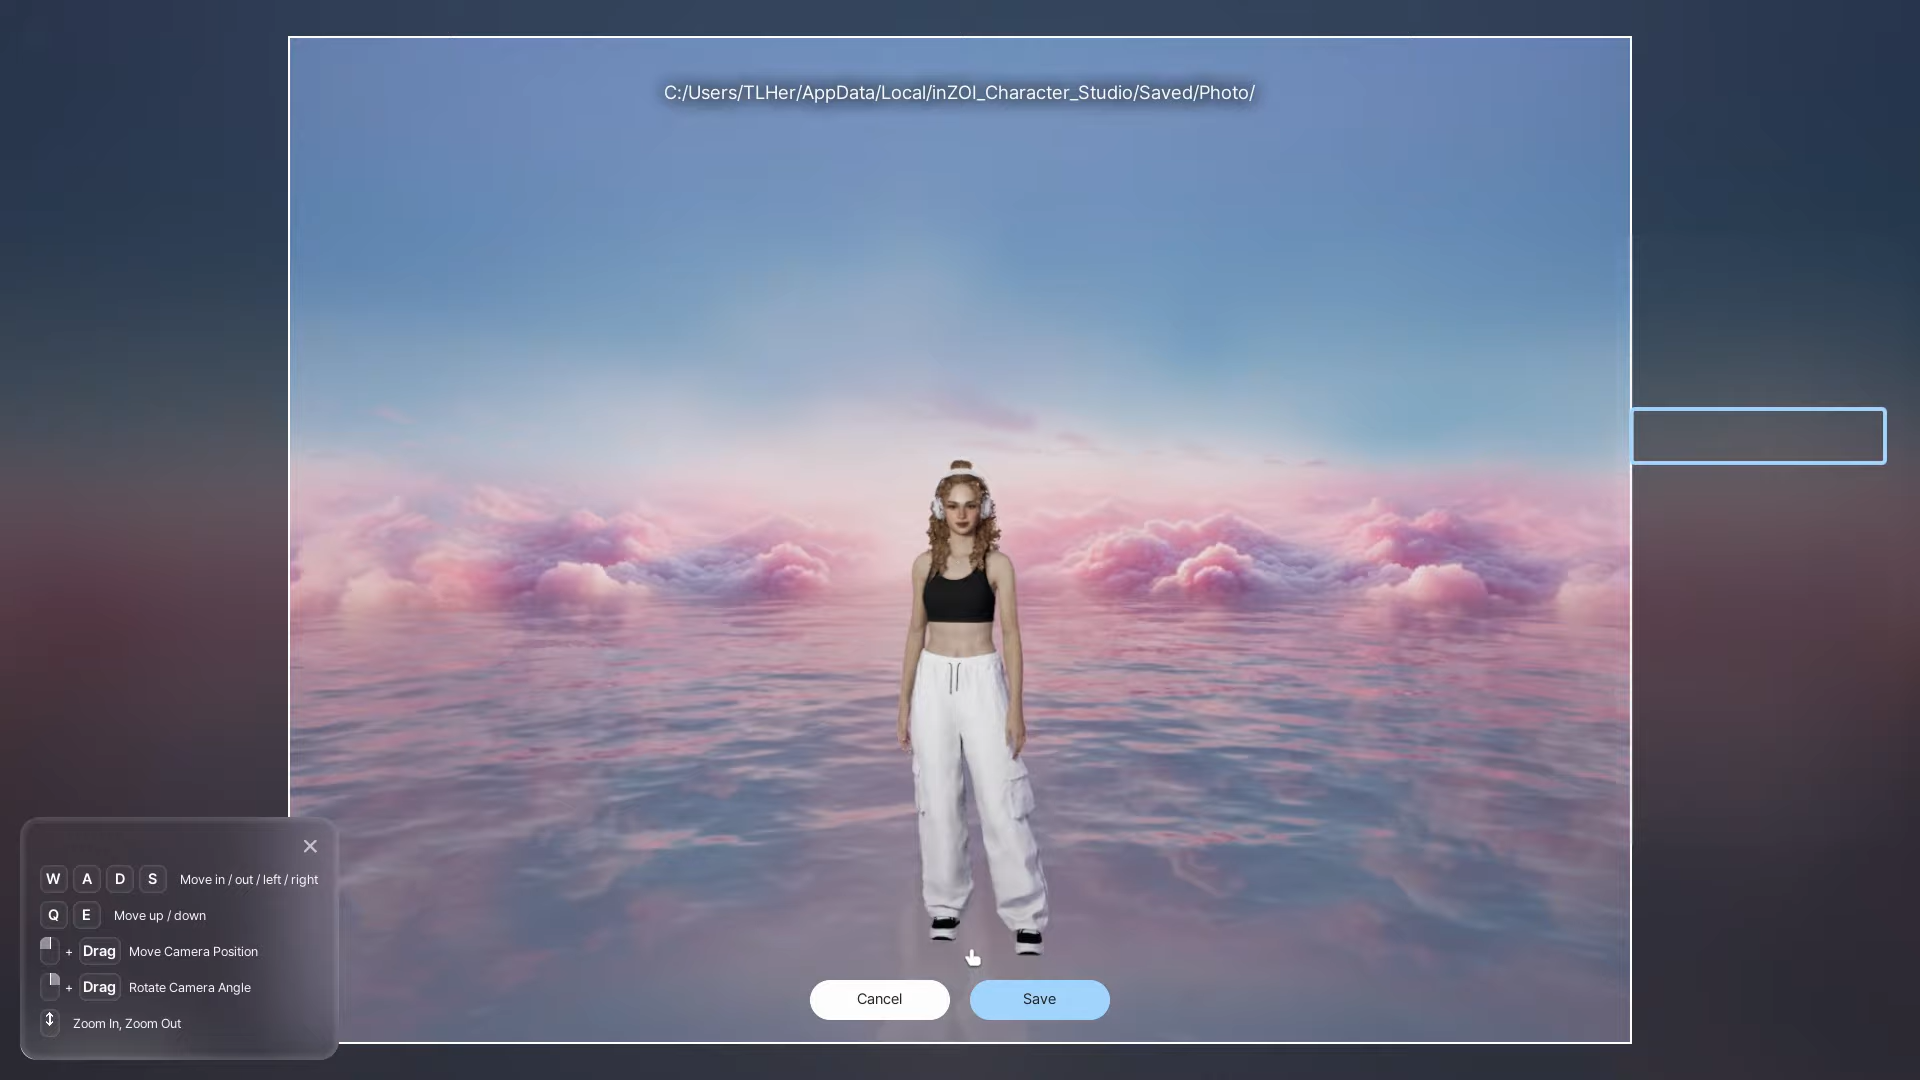 C:/Users/TLHer/AppData/Local/inZOI_Character_Studio/Saved/Photo/
W A D S Move in / out / left / right
Q E Move up / down
+ Drag Move Camera Position
+ Drag Rotate Camera Angle
Zoom In, Zoom Out
Cancel Save